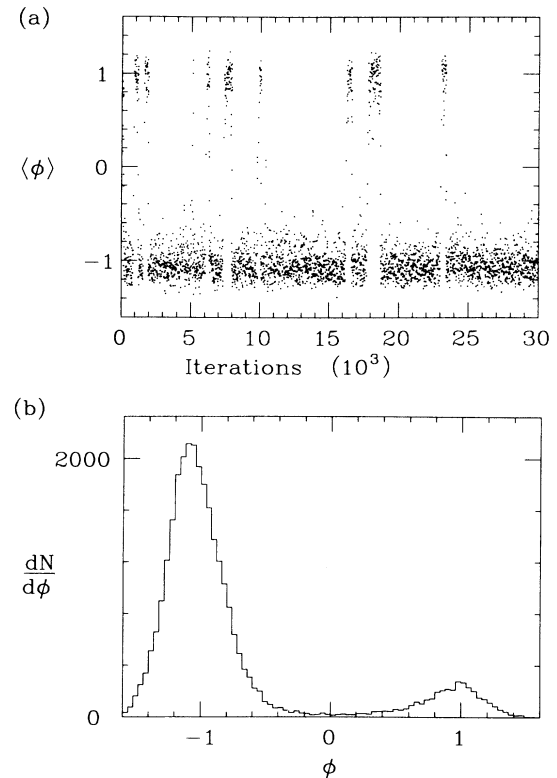 (a)
1
⟨ϕ⟩
0
−1
0 5 10 15 20 25 30
Iterations (10³)
(b)
2000
dN
dϕ
0
−1 0 1
ϕ